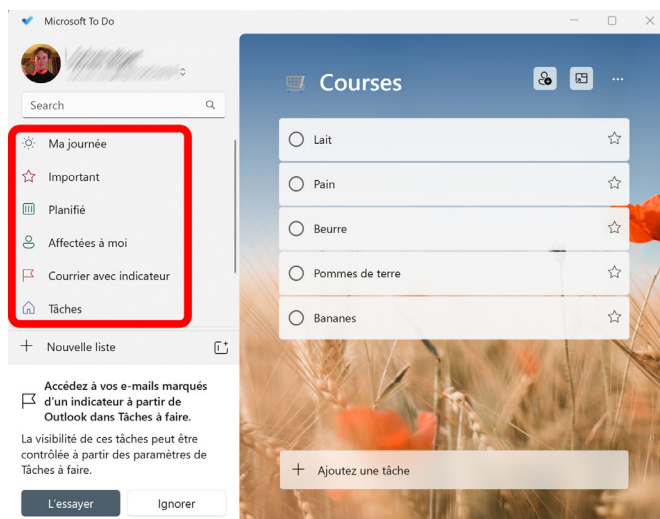 Microsoft To Do
Search
Ma journée
Important
Planifié
Affectées à moi
Courrier avec indicateur
Tâches
Nouvelle liste
Accédez à vos e-mails marqués
d'un indicateur à partir de
Outlook dans Tâches à faire.
La visibilité de ces tâches peut être
contrôlée à partir des paramètres de
Tâches à faire.
L'essayer
Ignorer
Courses
Lait
Pain
Beurre
Pommes de terre
Bananes
Ajoutez une tâche